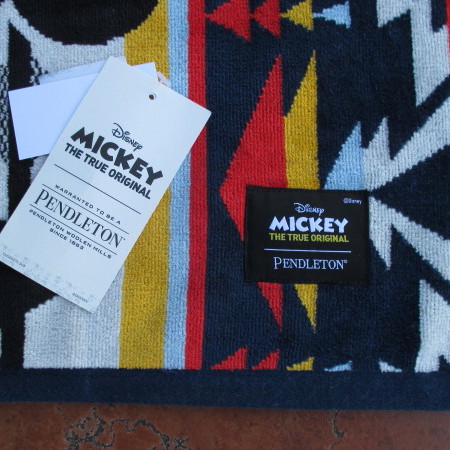 Disney
MICKEY
THE TRUE ORIGINAL
WARRANTED TO BE A
PENDLETON®
PENDLETON WOOLEN MILLS
SINCE 1863
©Disney
Disney
MICKEY
THE TRUE ORIGINAL
PENDLETON®